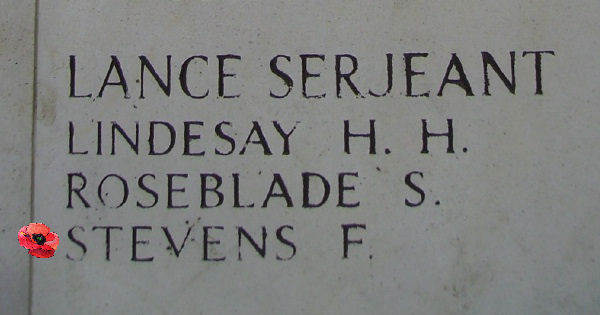 LANCE SERJEANT
LINDESAY H. H.
ROSEBLADE S.
STEVENS F.